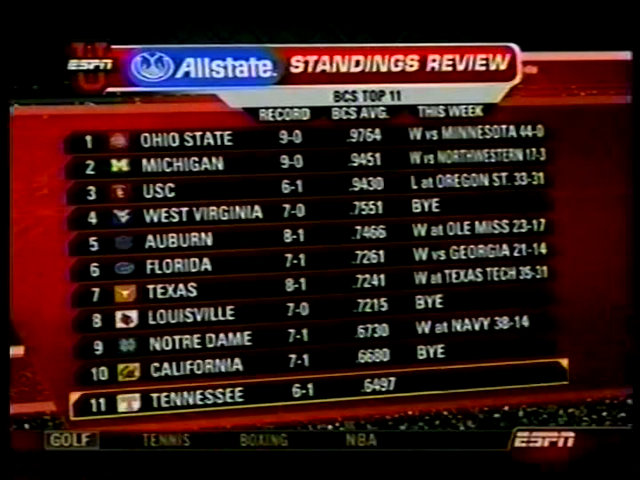 ESPN U Allstate. STANDINGS REVIEW
BCS TOP 11
RECORD BCS AVG. THIS WEEK
1 OHIO STATE 9-0 .9764 W vs MINNESOTA 44-0
2 MICHIGAN 9-0 .9451 W vs NORTHWESTERN 17-3
3 USC 6-1 .9430 L at OREGON ST. 33-31
4 WEST VIRGINIA 7-0 .7551 BYE
5 AUBURN 8-1 .7466 W at OLE MISS 23-17
6 FLORIDA 7-1 .7261 W vs GEORGIA 21-14
7 TEXAS 8-1 .7241 W at TEXAS TECH 35-31
8 LOUISVILLE 7-0 .7215 BYE
9 NOTRE DAME 7-1 .6730 W at NAVY 38-14
10 CALIFORNIA 7-1 .6680 BYE
11 TENNESSEE 6-1 .6497
GOLF TENNIS BOXING NBA ESPN